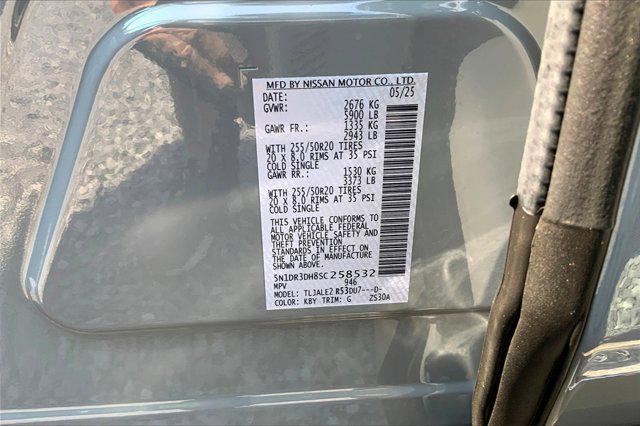 MFD BY NISSAN MOTOR CO., LTD.
DATE: 05/25
GVWR: 2676 KG
5900 LB
GAWR FR.: 1335 KG
2943 LB
WITH 255/50R20 TIRES
20 X 8.0 RIMS AT 35 PSI
COLD SINGLE
GAWR RR.: 1530 KG
3373 LB
WITH 255/50R20 TIRES
20 X 8.0 RIMS AT 35 PSI
COLD SINGLE
THIS VEHICLE CONFORMS TO
ALL APPLICABLE FEDERAL
MOTOR VEHICLE SAFETY AND
THEFT PREVENTION
STANDARDS IN EFFECT ON
THE DATE OF MANUFACTURE
SHOWN ABOVE.
5N1DR3DH8SC258532
MPV 946
MODEL: TLJALE2 R53DU7---D-
COLOR: KBY TRIM: G ZS30A